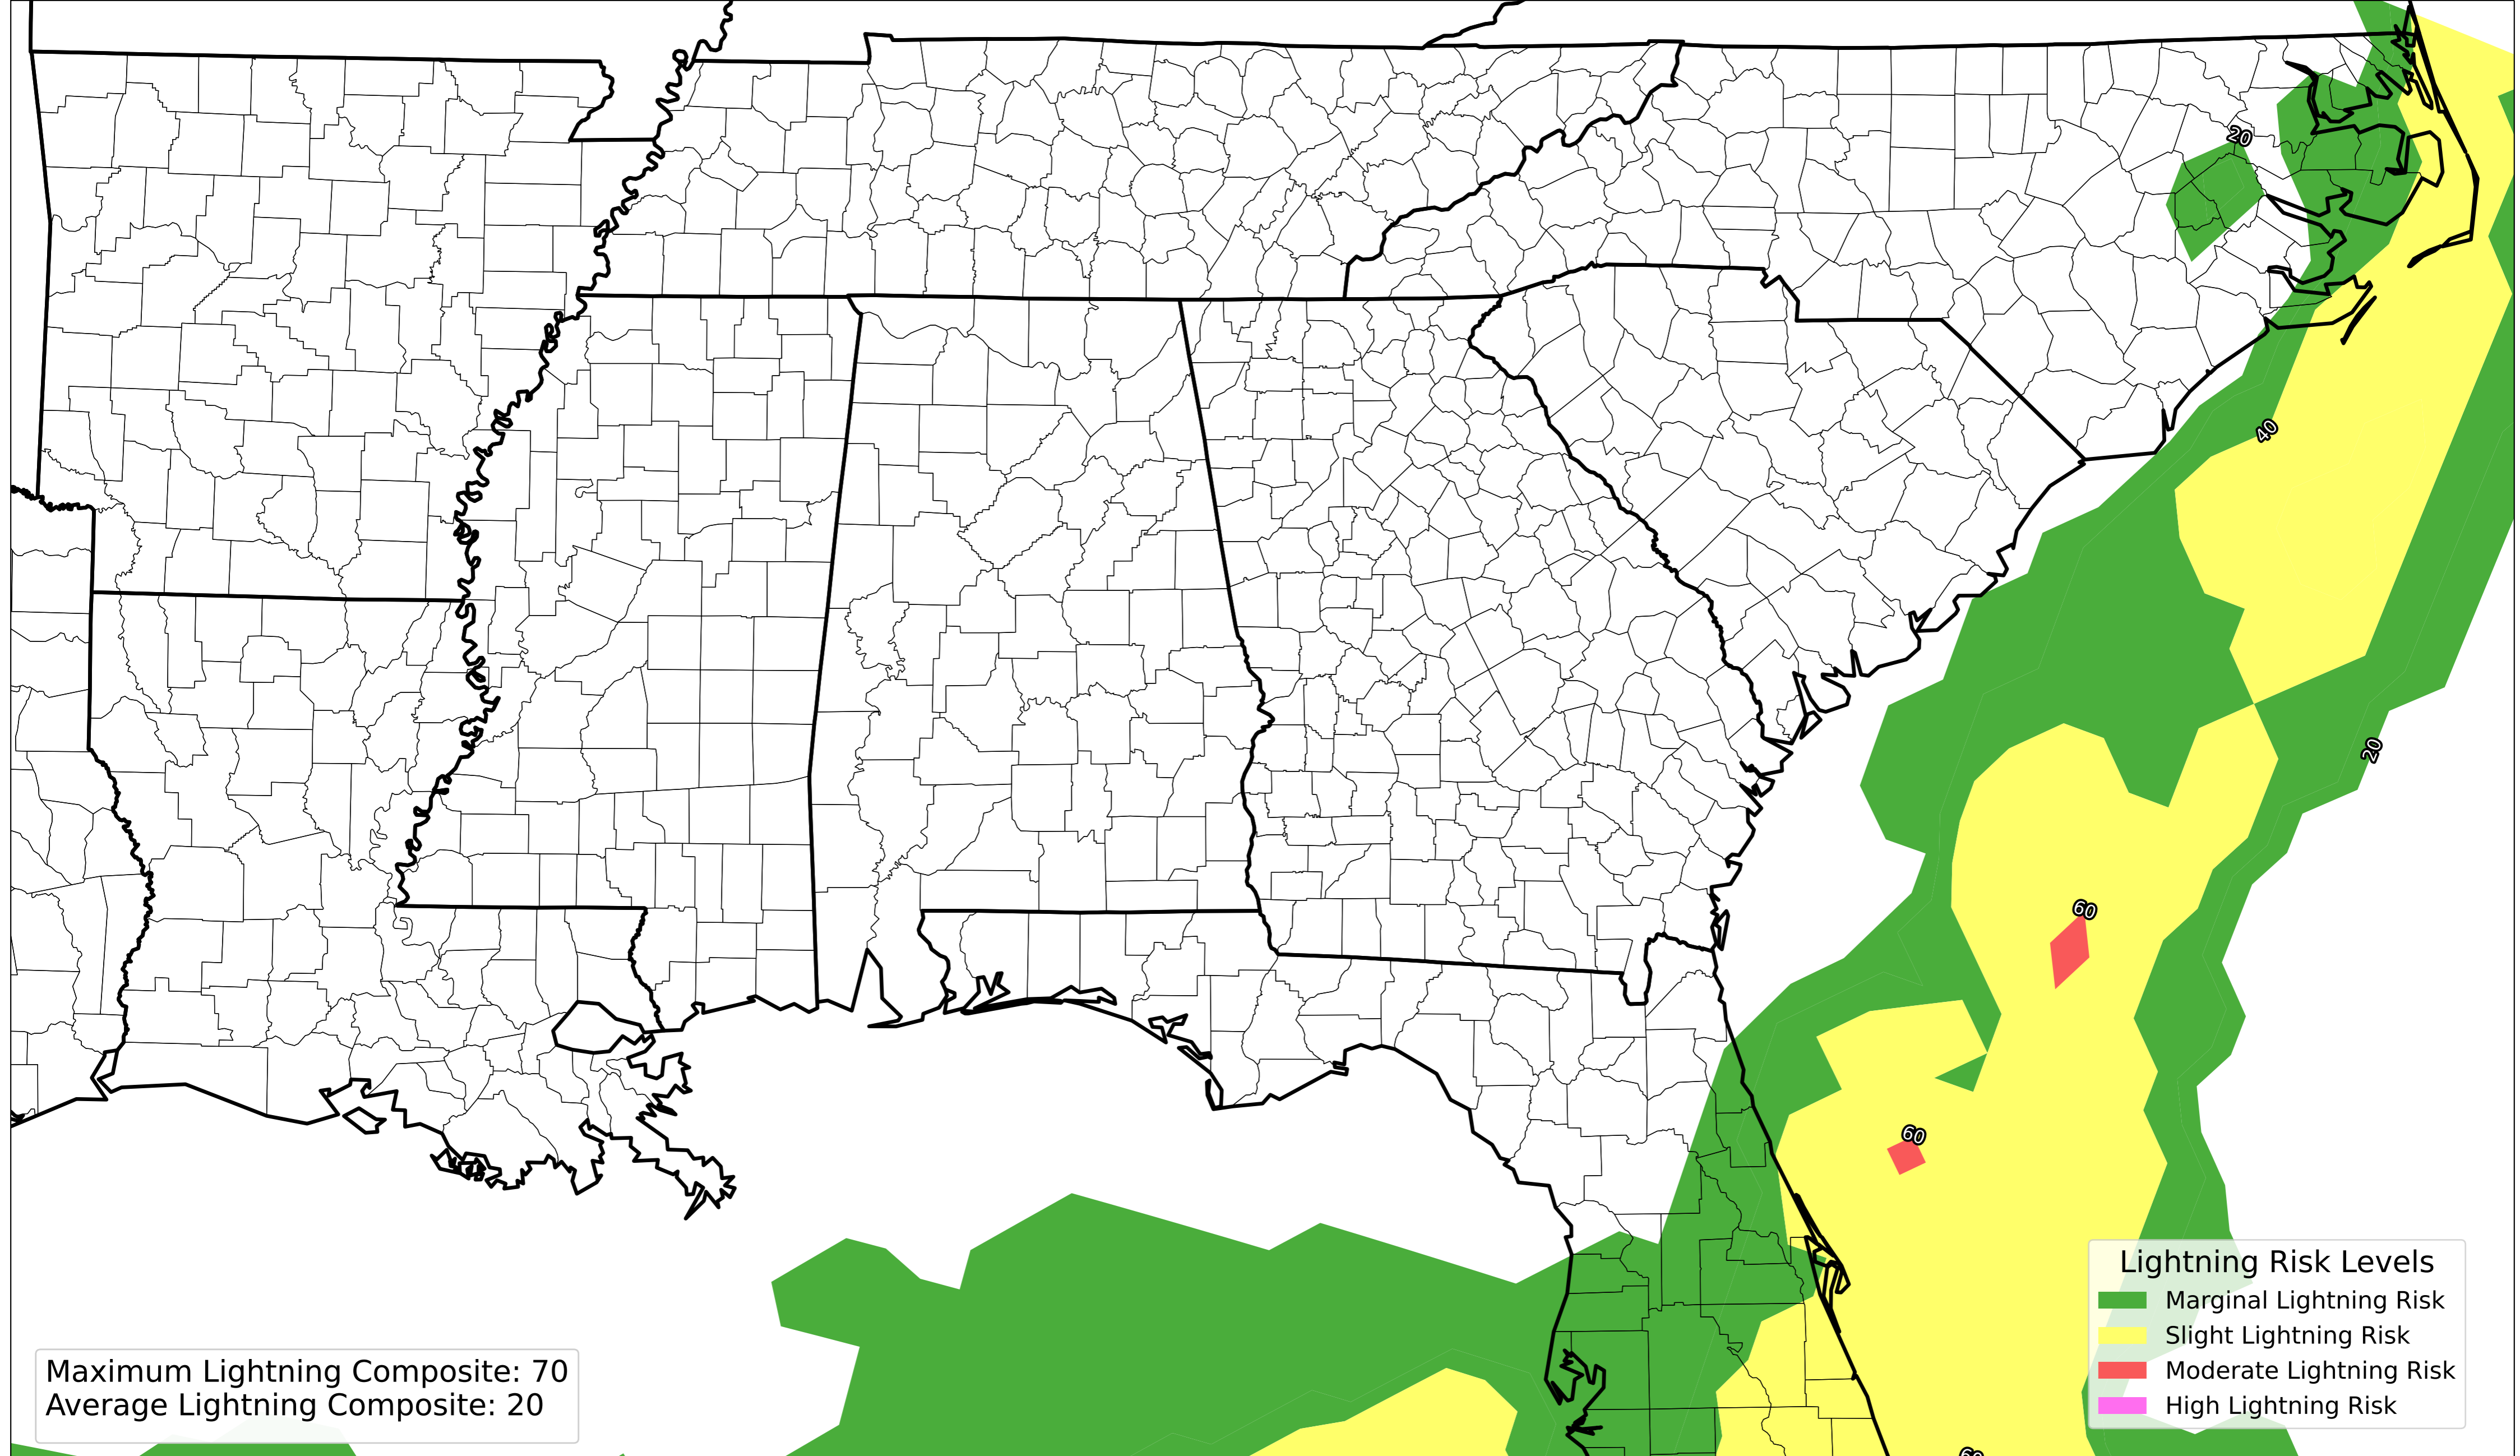 20
40
20
60
60
Lightning Risk Levels
Marginal Lightning Risk
Slight Lightning Risk
Moderate Lightning Risk
High Lightning Risk
Maximum Lightning Composite: 70
Average Lightning Composite: 20
60